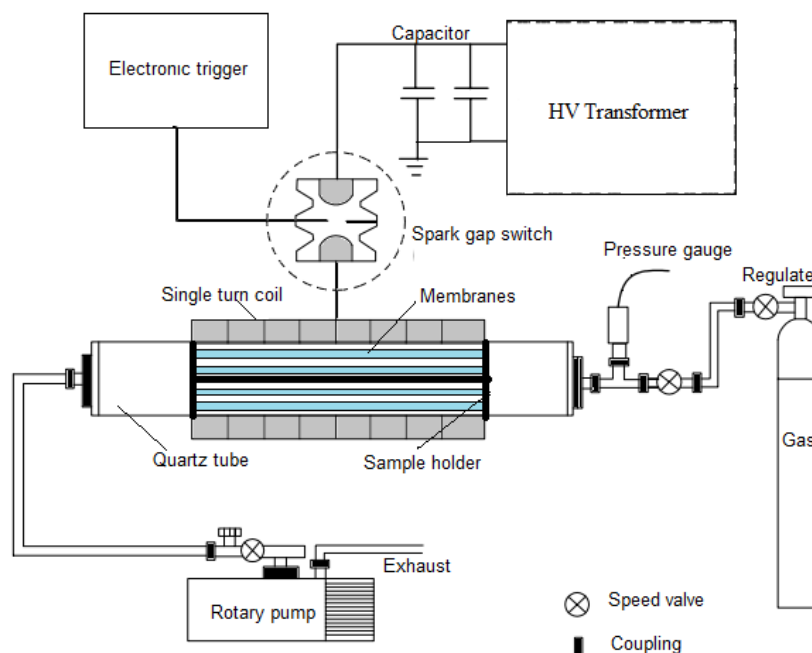 Capacitor
Electronic trigger
HV Transformer
Spark gap switch
Pressure gauge
Regulate
Single turn coil
Membranes
Quartz tube
Sample holder
Gas
Exhaust
Rotary pump
Speed valve
Coupling